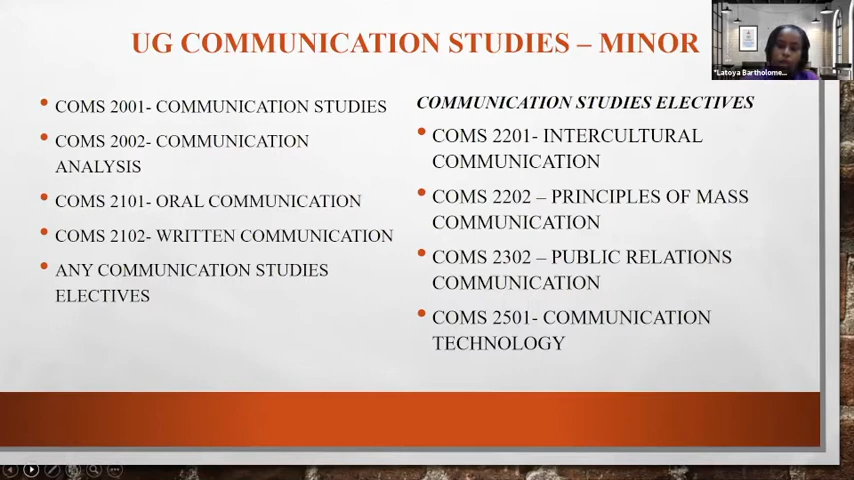 UG COMMUNICATION STUDIES – MINOR
"Latoya Bartholome...
COMS 2001- COMMUNICATION STUDIES
COMS 2002- COMMUNICATION
ANALYSIS
COMS 2101- ORAL COMMUNICATION
COMS 2102- WRITTEN COMMUNICATION
ANY COMMUNICATION STUDIES
ELECTIVES
COMMUNICATION STUDIES ELECTIVES
COMS 2201- INTERCULTURAL
COMMUNICATION
COMS 2202 – PRINCIPLES OF MASS
COMMUNICATION
COMS 2302 – PUBLIC RELATIONS
COMMUNICATION
COMS 2501- COMMUNICATION
TECHNOLOGY